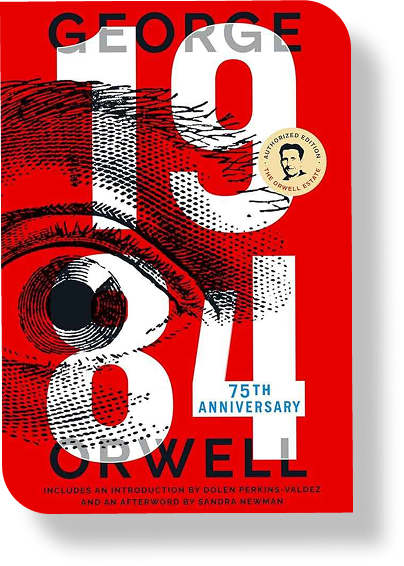 GEORGE
19
AUTHORIZED EDITION
THE ORWELL ESTATE
84
75TH
ANNIVERSARY
ORWELL
INCLUDES AN INTRODUCTION BY DOLEN PERKINS-VALDEZ
AND AN AFTERWORD BY SANDRA NEWMAN